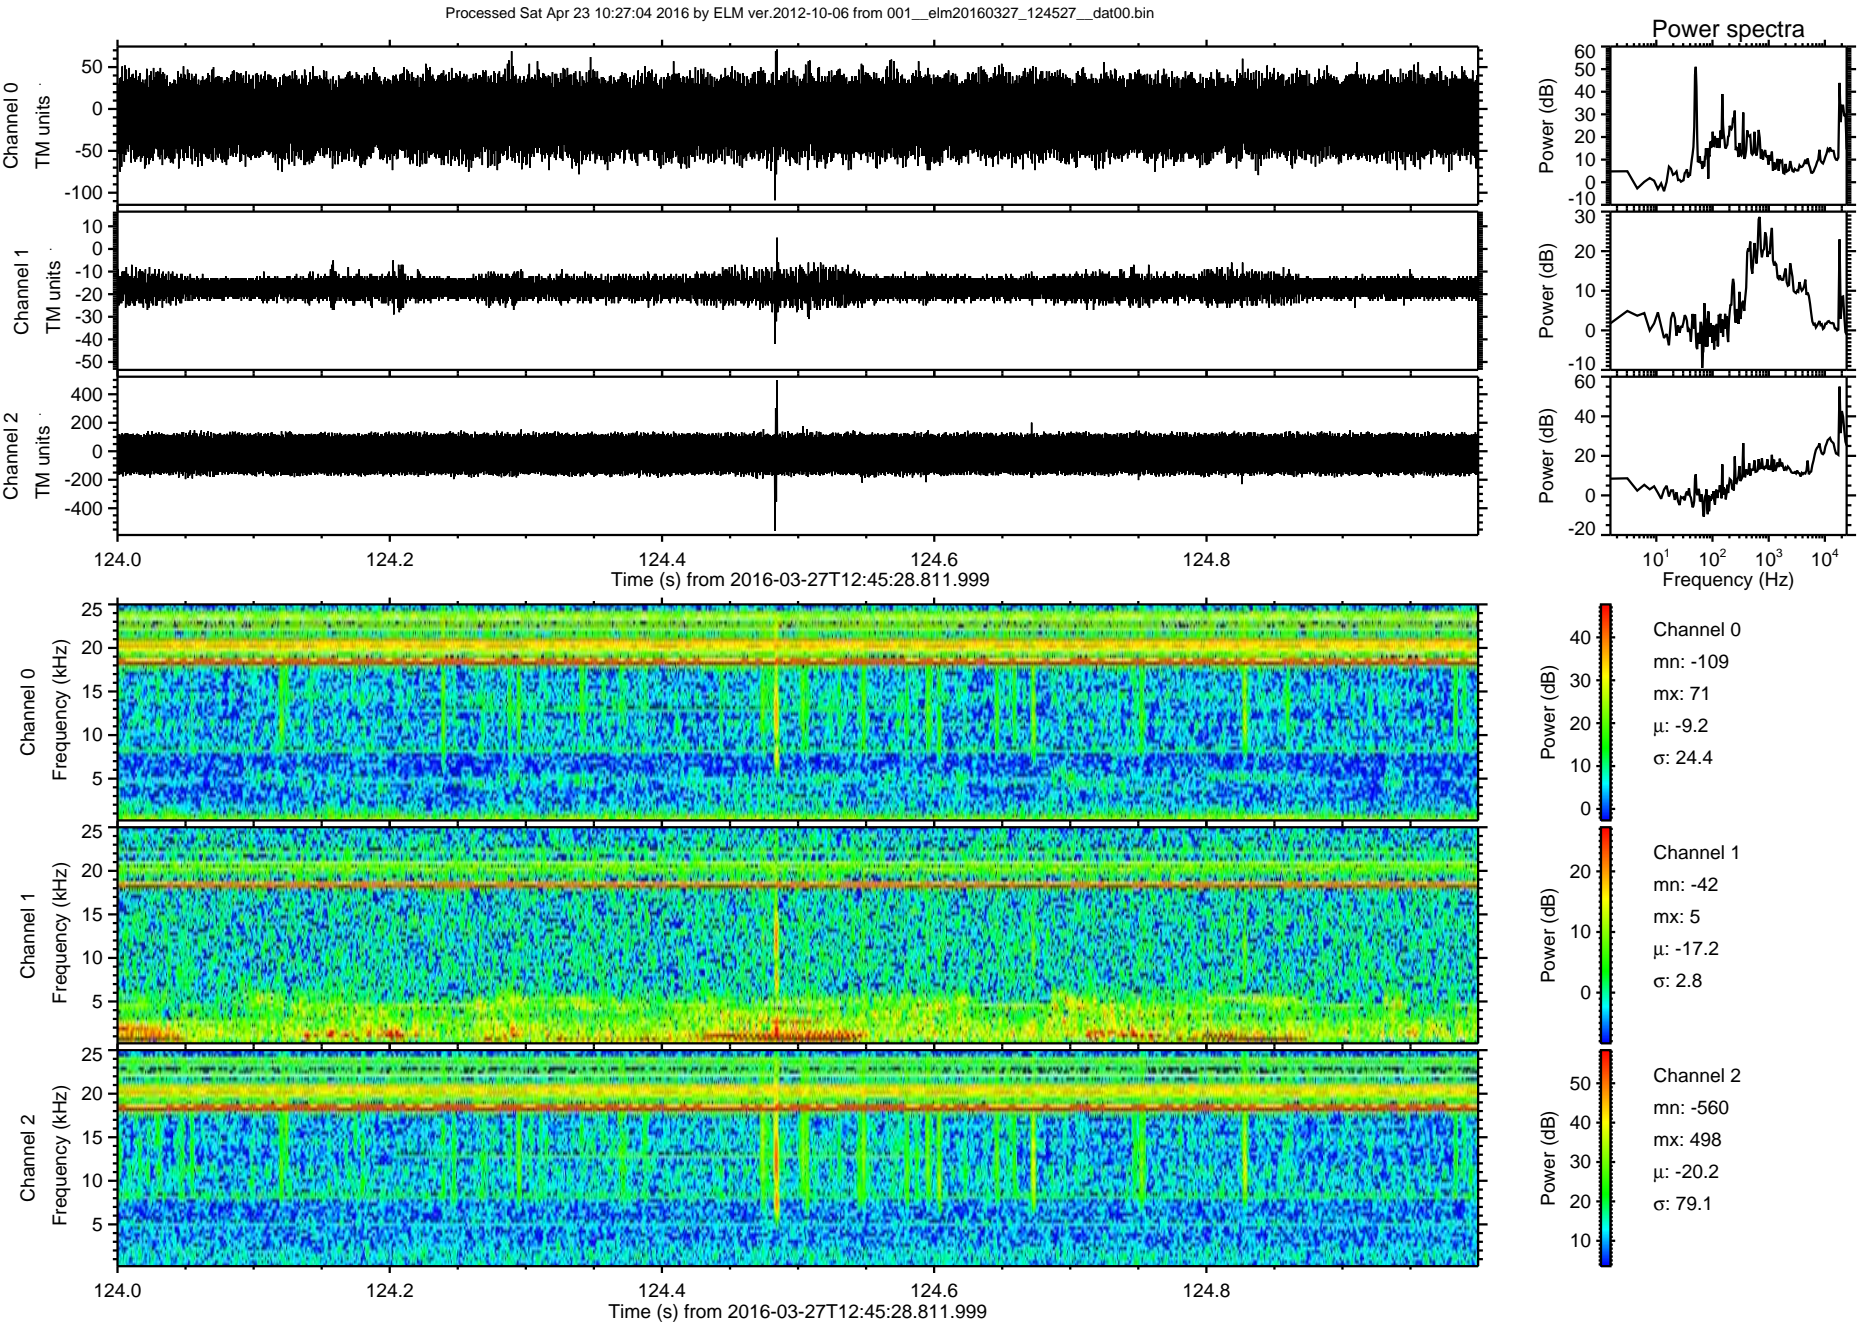 Processed Sat Apr 23 10:27:04 2016 by ELM ver.2012-10-06 from 001__elm20160327_124527__dat00.bin
Power spectra
Channel 0
TM units
50
0
-50
-100
Power (dB)
60
50
40
30
20
10
0
-10
Channel 1
TM units
10
0
-10
-20
-30
-40
-50
Power (dB)
30
20
10
0
-10
Channel 2
TM units
400
200
0
-200
-400
Power (dB)
60
40
20
0
-20
124.0 124.2 124.4 124.6 124.8
Time (s) from 2016-03-27T12:45:28.811.999
10¹ 10² 10³ 10⁴
Frequency (Hz)
Channel 0
Frequency (kHz)
25
20
15
10
5
Power (dB)
40
30
20
10
0
Channel 0
mn: -109
mx: 71
μ: -9.2
σ: 24.4
Channel 1
Frequency (kHz)
25
20
15
10
5
Power (dB)
20
10
0
Channel 1
mn: -42
mx: 5
μ: -17.2
σ: 2.8
Channel 2
Frequency (kHz)
25
20
15
10
5
Power (dB)
50
40
30
20
10
Channel 2
mn: -560
mx: 498
μ: -20.2
σ: 79.1
124.0 124.2 124.4 124.6 124.8
Time (s) from 2016-03-27T12:45:28.811.999